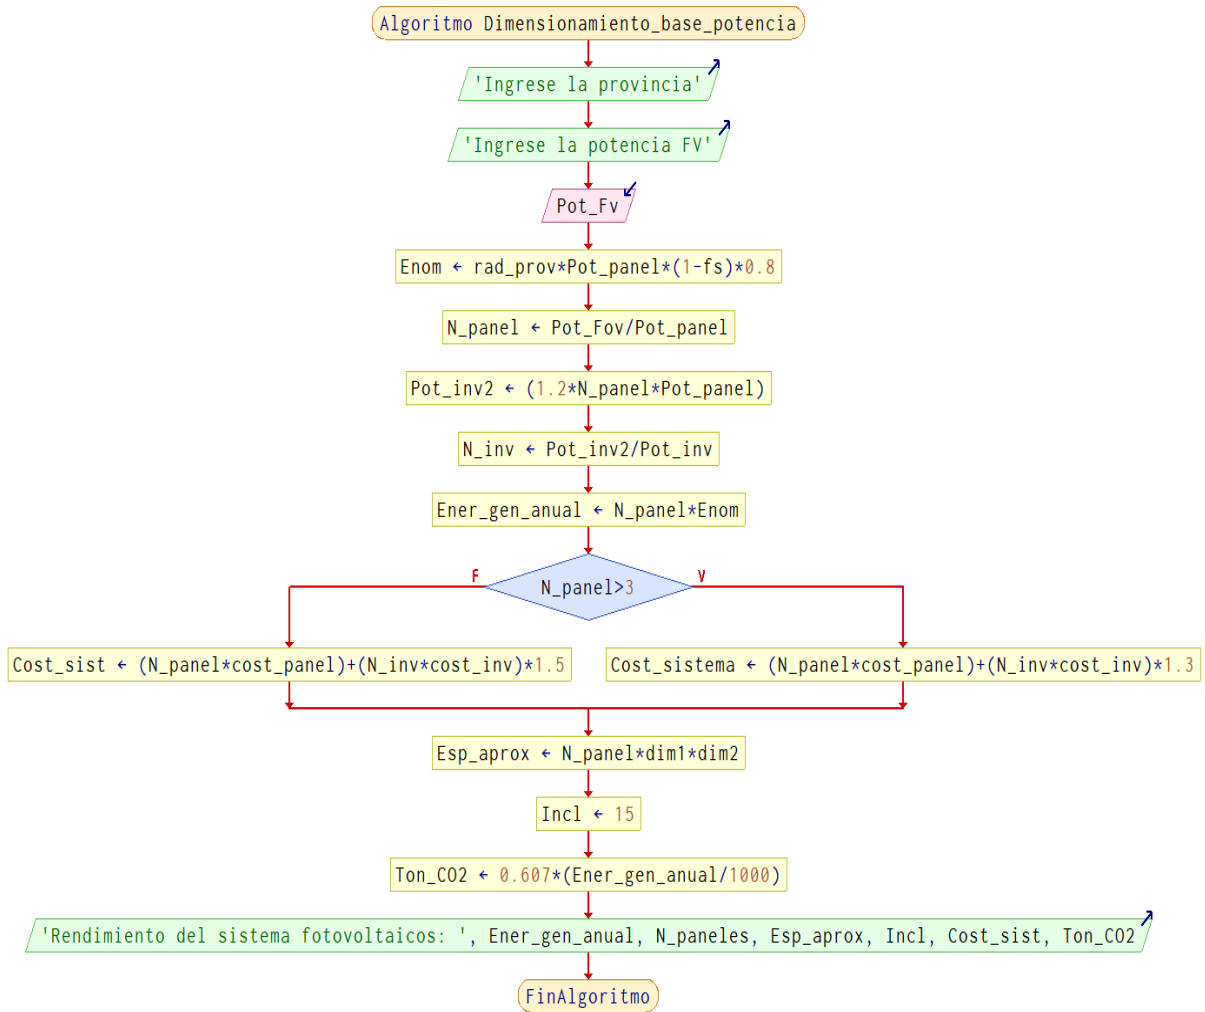 Algoritmo Dimensionamiento_base_potencia
'Ingrese la provincia'
'Ingrese la potencia FV'
Pot_Fv
Enom ← rad_prov*Pot_panel*(1-fs)*0.8
N_panel ← Pot_Fov/Pot_panel
Pot_inv2 ← (1.2*N_panel*Pot_panel)
N_inv ← Pot_inv2/Pot_inv
Ener_gen_anual ← N_panel*Enom
F
N_panel>3
V
Cost_sist ← (N_panel*cost_panel)+(N_inv*cost_inv)*1.5
Cost_sistema ← (N_panel*cost_panel)+(N_inv*cost_inv)*1.3
Esp_aprox ← N_panel*dim1*dim2
Incl ← 15
Ton_CO2 ← 0.607*(Ener_gen_anual/1000)
'Rendimiento del sistema fotovoltaicos: ', Ener_gen_anual, N_paneles, Esp_aprox, Incl, Cost_sist, Ton_CO2
FinAlgoritmo